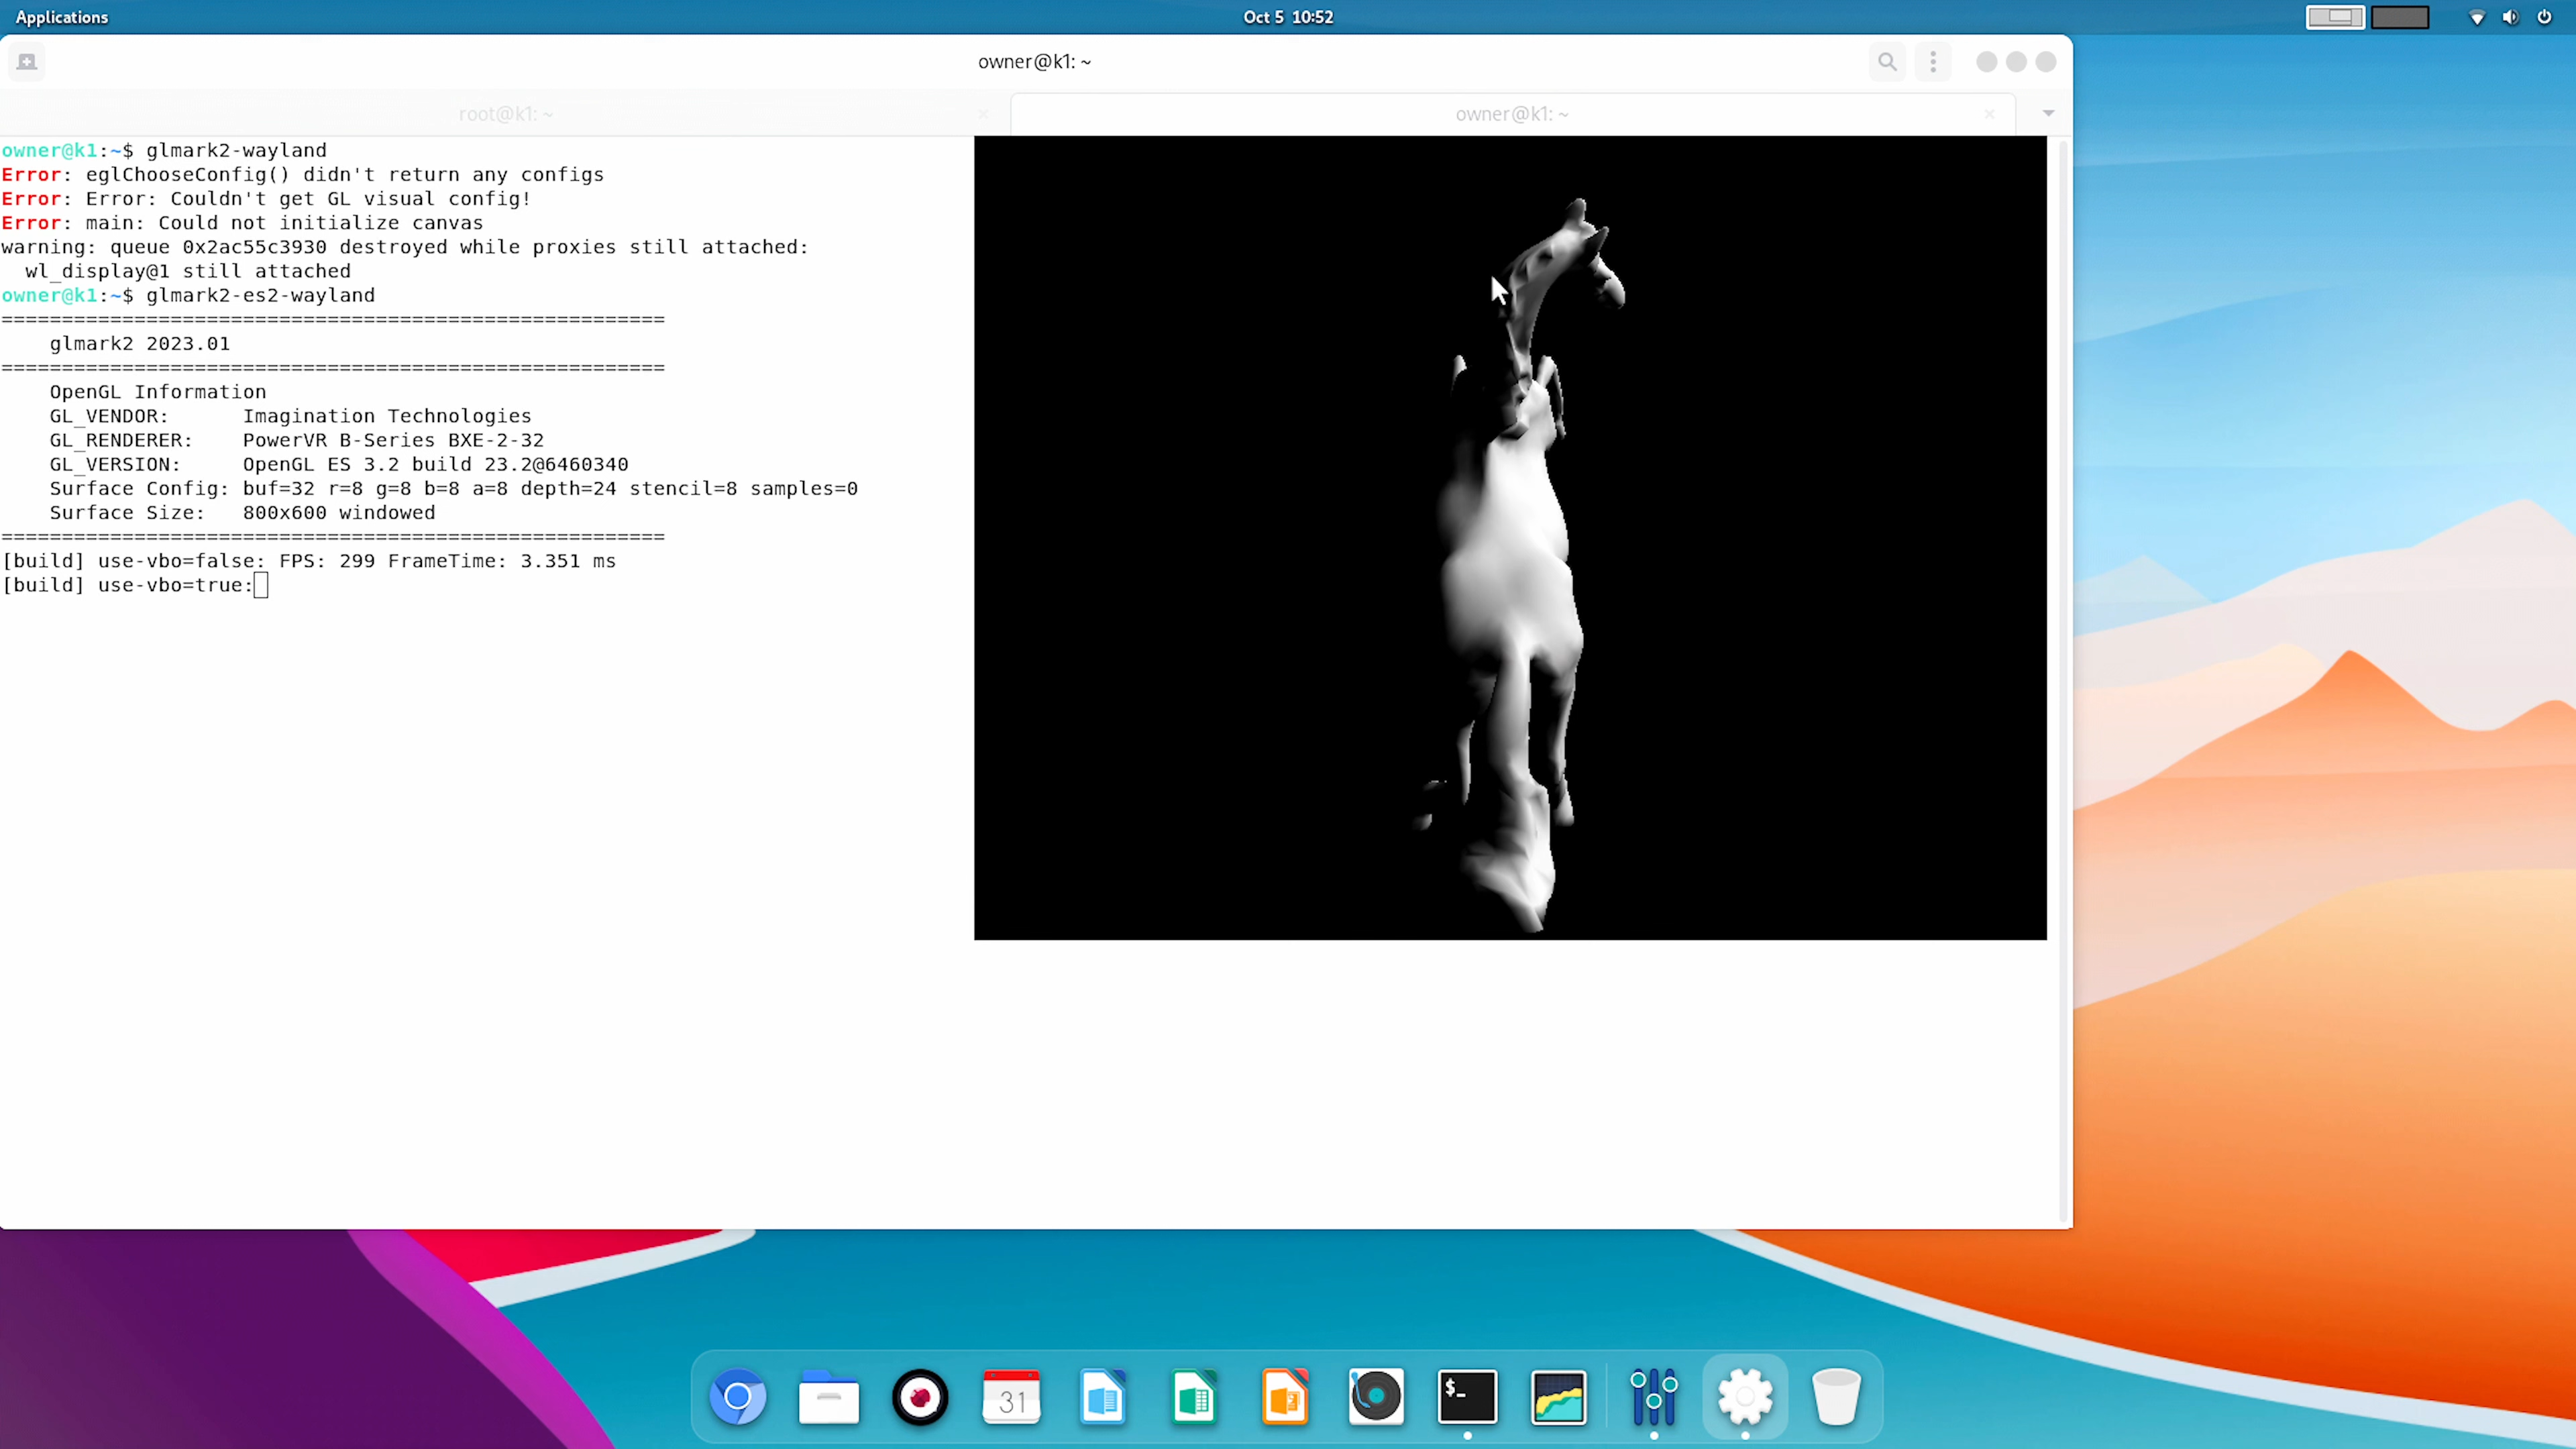 Applications
Oct 5 10:52
owner@k1: ~
root@k1: ~
owner@k1: ~
owner@k1:~$ glmark2-wayland
Error: eglChooseConfig() didn't return any configs
Error: Error: Couldn't get GL visual config!
Error: main: Could not initialize canvas
warning: queue 0x2ac55c3930 destroyed while proxies still attached:
  wl_display@1 still attached
owner@k1:~$ glmark2-es2-wayland
=======================================================
    glmark2 2023.01
=======================================================
    OpenGL Information
    GL_VENDOR:      Imagination Technologies
    GL_RENDERER:    PowerVR B-Series BXE-2-32
    GL_VERSION:     OpenGL ES 3.2 build 23.2@6460340
    Surface Config: buf=32 r=8 g=8 b=8 a=8 depth=24 stencil=8 samples=0
    Surface Size:   800x600 windowed
=======================================================
[build] use-vbo=false: FPS: 299 FrameTime: 3.351 ms
[build] use-vbo=true:
31
$_